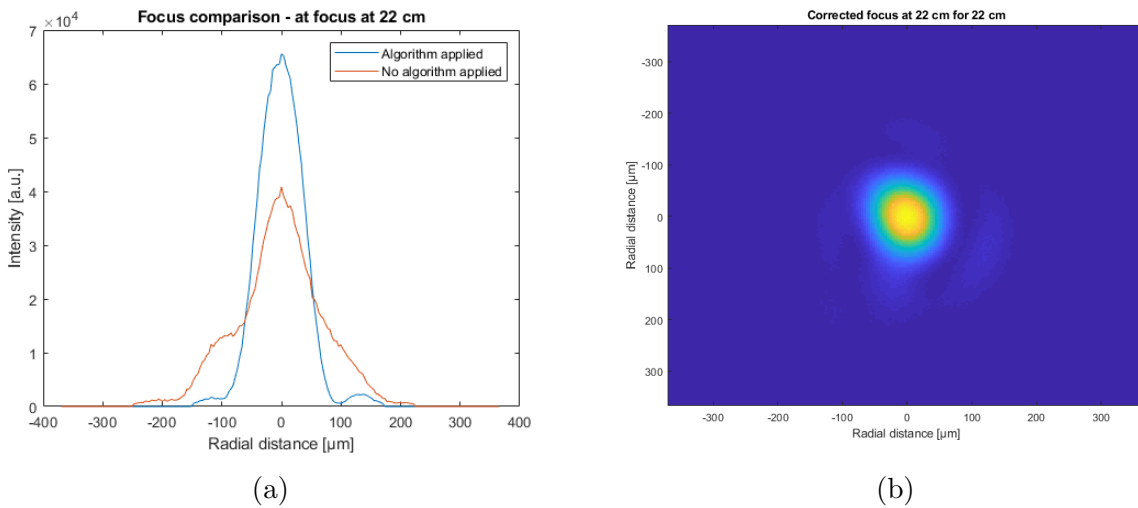 Focus comparison - at focus at 22 cm
×10⁴
7
6
5
4
3
2
1
0
Intensity [a.u.]
Algorithm applied
No algorithm applied
-400 -300 -200 -100 0 100 200 300 400
Radial distance [µm]
(a)
Corrected focus at 22 cm for 22 cm
-300
-200
-100
0
100
200
300
Radial distance [µm]
-300 -200 -100 0 100 200 300
Radial distance [µm]
(b)